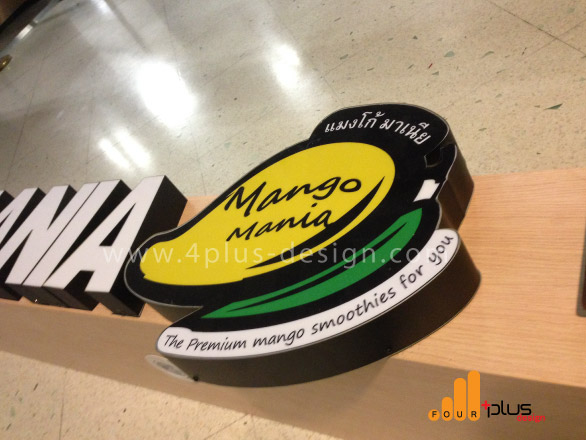 แมงโก้ มาเนีย
Mango
Mania
ANIA
The Premium mango smoothies for you
www.4plus-design.com
FOUR +plus